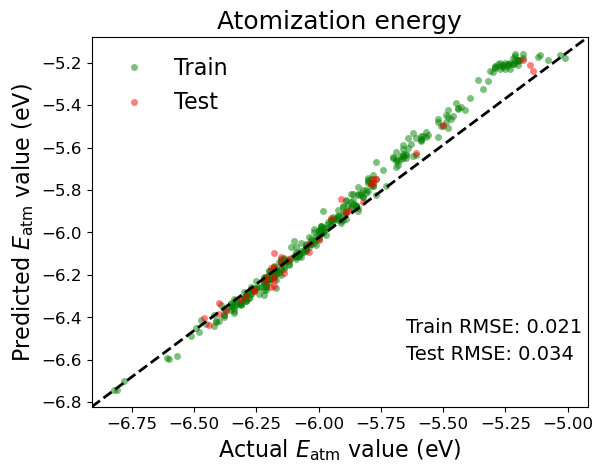 Atomization energy
Predicted E_atm value (eV)
−5.2
−5.4
−5.6
−5.8
−6.0
−6.2
−6.4
−6.6
−6.8
Train
Test
Train RMSE: 0.021
Test RMSE: 0.034
−6.75 −6.50 −6.25 −6.00 −5.75 −5.50 −5.25 −5.00
Actual E_atm value (eV)